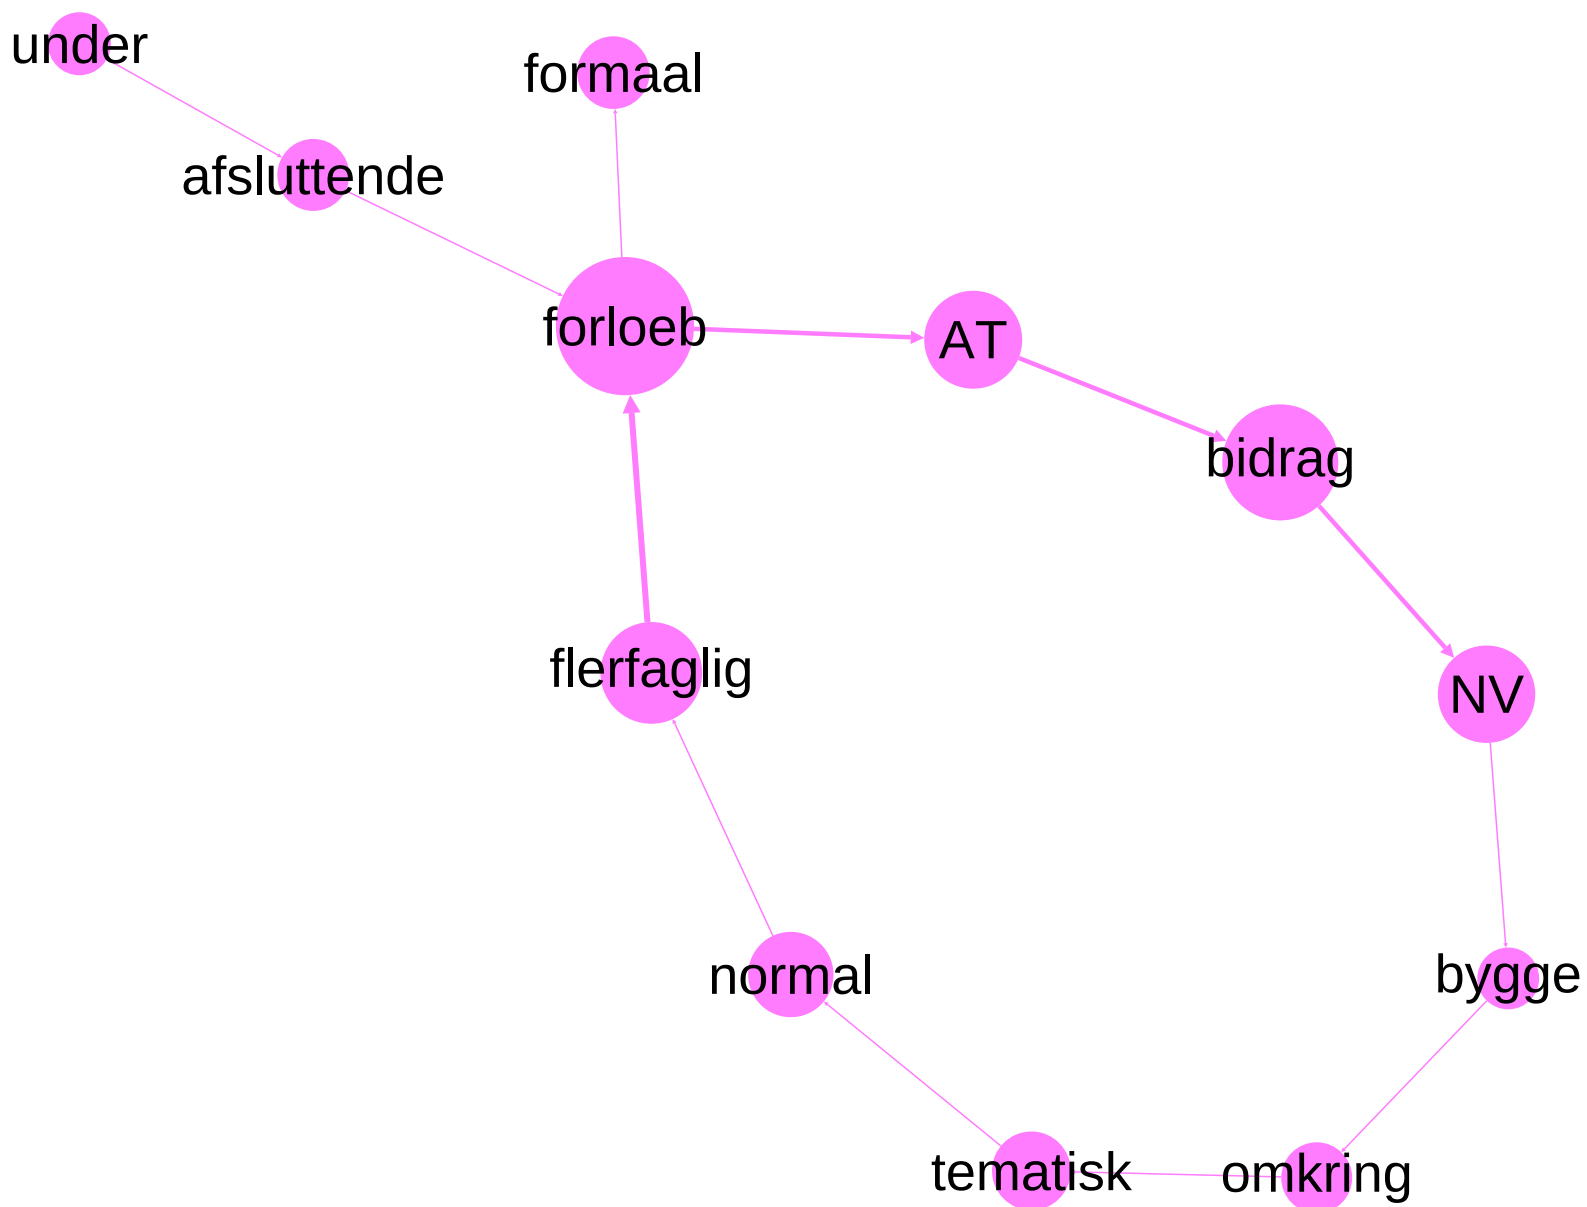 under
formaal
afsluttende
forloeb
AT
bidrag
flerfaglig
NV
normal
bygge
tematisk
omkring